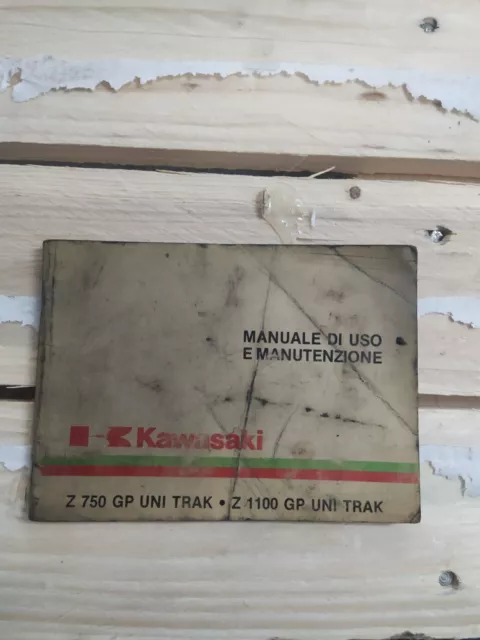 MANUALE DI USO
E MANUTENZIONE
Kawasaki
Z 750 GP UNI TRAK • Z 1100 GP UNI TRAK